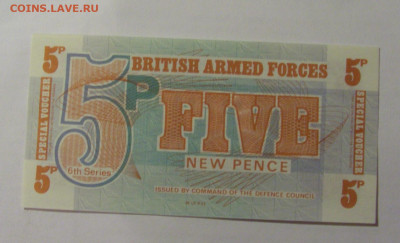 COINS.LAVE.RU
5P BRITISH ARMED FORCES 5P
SPECIAL VOUCHER
5P FIVE
NEW PENCE
SPECIAL VOUCHER
6th Series
5P ISSUED BY COMMAND OF THE DEFENCE COUNCIL 5P